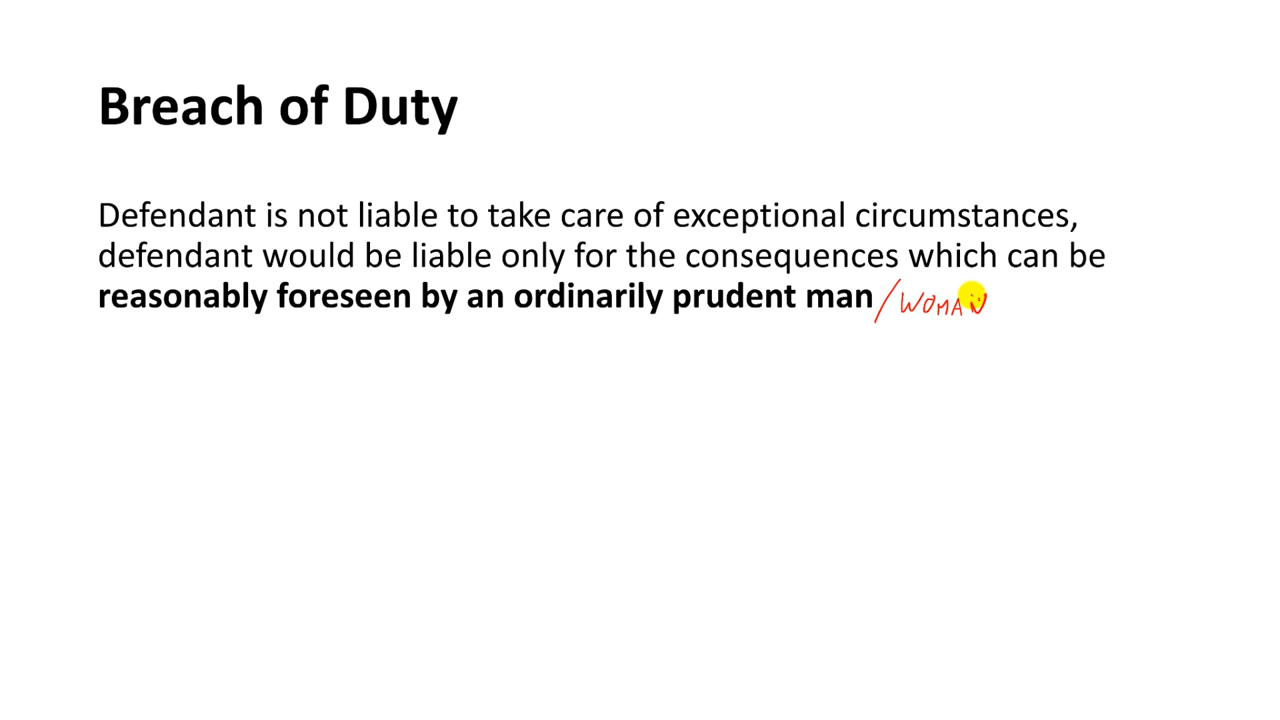 Breach of Duty
Defendant is not liable to take care of exceptional circumstances,
defendant would be liable only for the consequences which can be
reasonably foreseen by an ordinarily prudent man/WOMAN